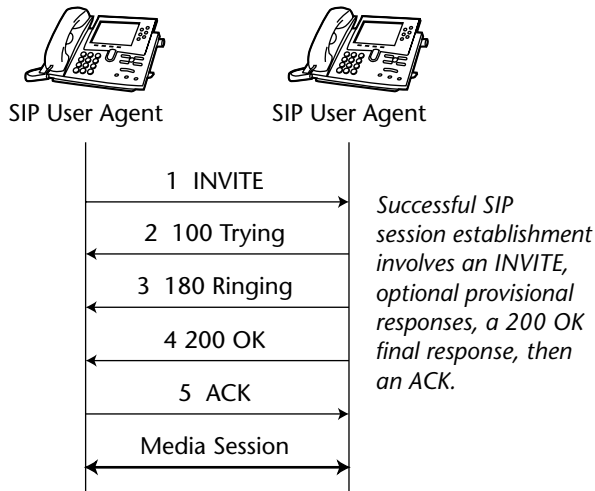 SIP User Agent
SIP User Agent
1 INVITE
2 100 Trying
3 180 Ringing
4 200 OK
5 ACK
Media Session
Successful SIP
session establishment
involves an INVITE,
optional provisional
responses, a 200 OK
final response, then
an ACK.